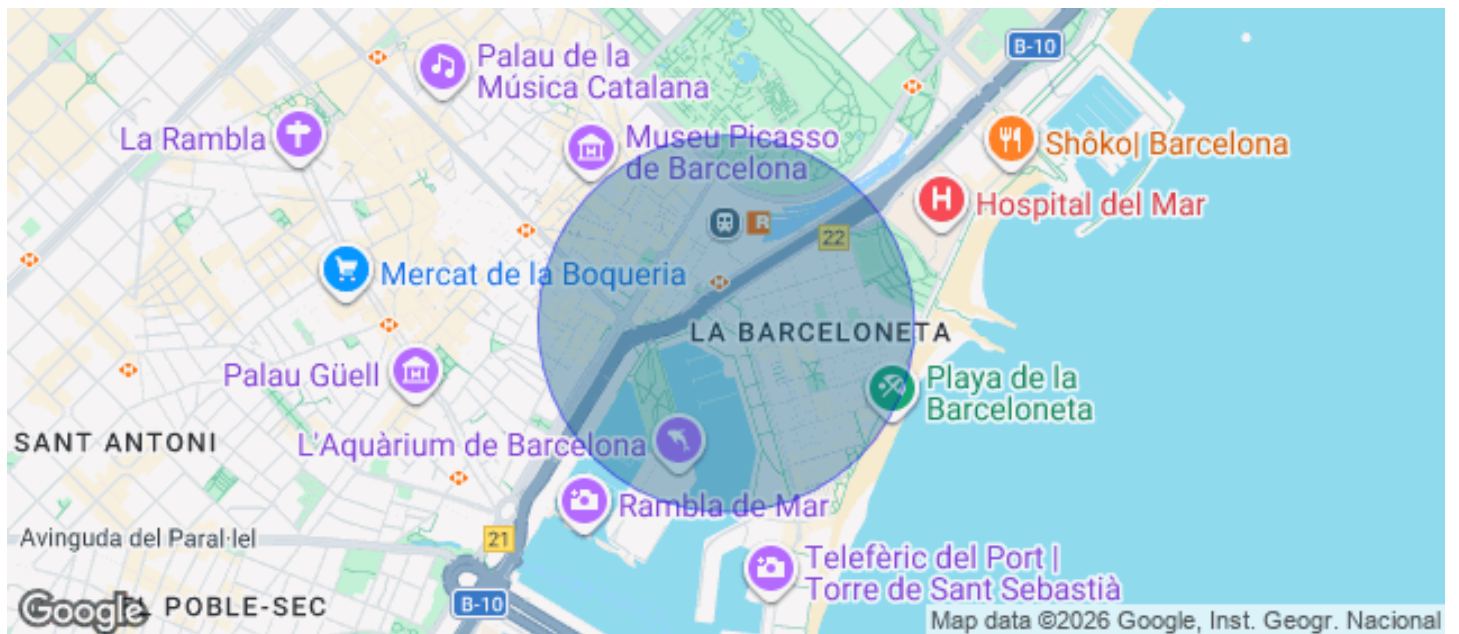 B-10
Palau de la
Música Catalana
La Rambla
Museu Picasso
de Barcelona
Shôko| Barcelona
H
Hospital del Mar
R
22
Mercat de la Boqueria
LA BARCELONETA
Palau Güell
Playa de la
Barceloneta
SANT ANTONI
L'Aquàrium de Barcelona
Rambla de Mar
Avinguda del Paral·lel
21
Telefèric del Port |
Torre de Sant Sebastià
Google
POBLE-SEC
B-10
Map data ©2026 Google, Inst. Geogr. Nacional